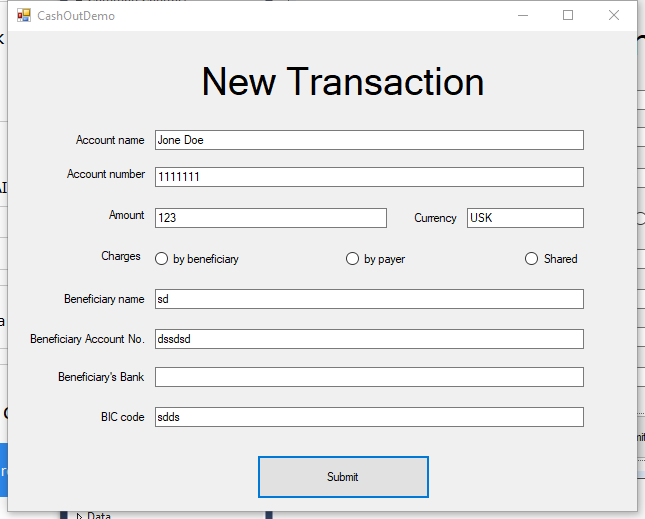 CashOutDemo
New Transaction
Account name Jone Doe
Account number 1111111
Amount 123 Currency USK
Charges by beneficiary by payer Shared
Beneficiary name sd
Beneficiary Account No. dssdsd
Beneficiary's Bank
BIC code sdds
Submit
Data